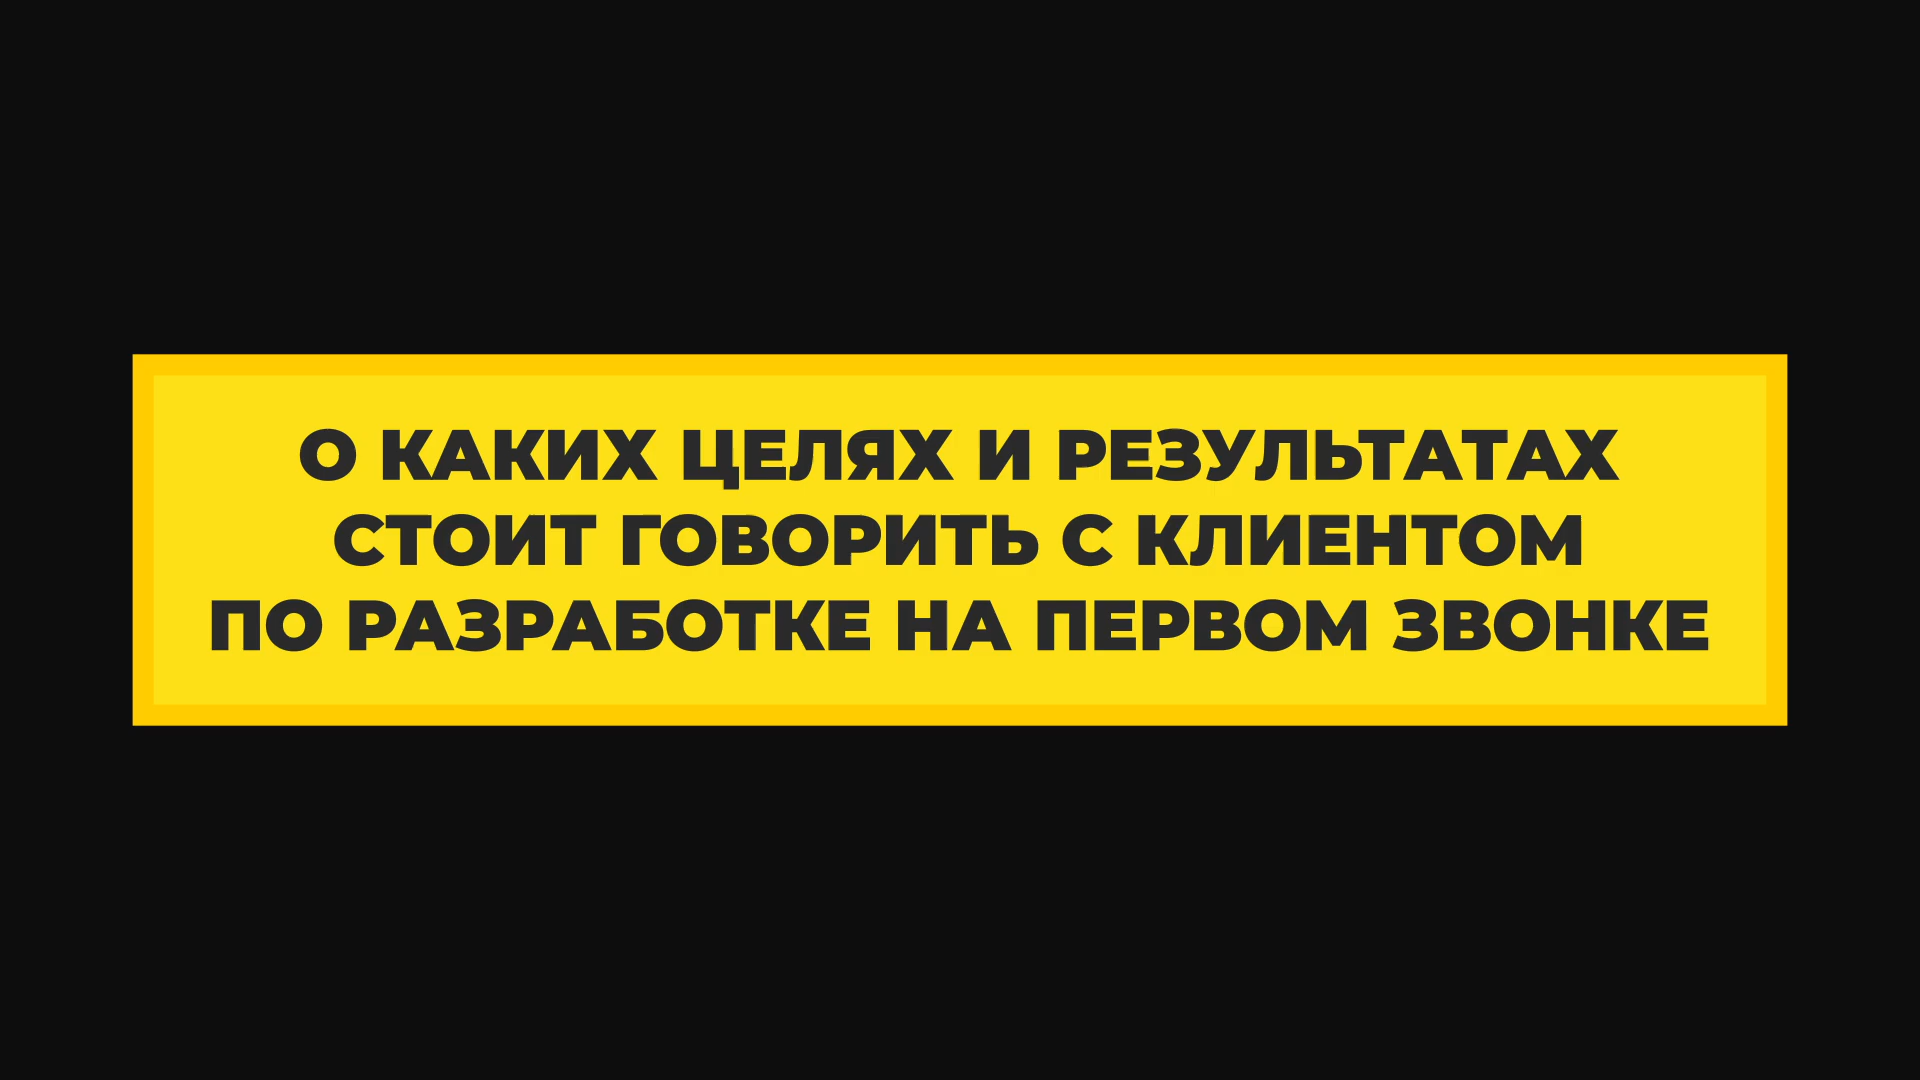 О КАКИХ ЦЕЛЯХ И РЕЗУЛЬТАТАХ
СТОИТ ГОВОРИТЬ С КЛИЕНТОМ
ПО РАЗРАБОТКЕ НА ПЕРВОМ ЗВОНКЕ